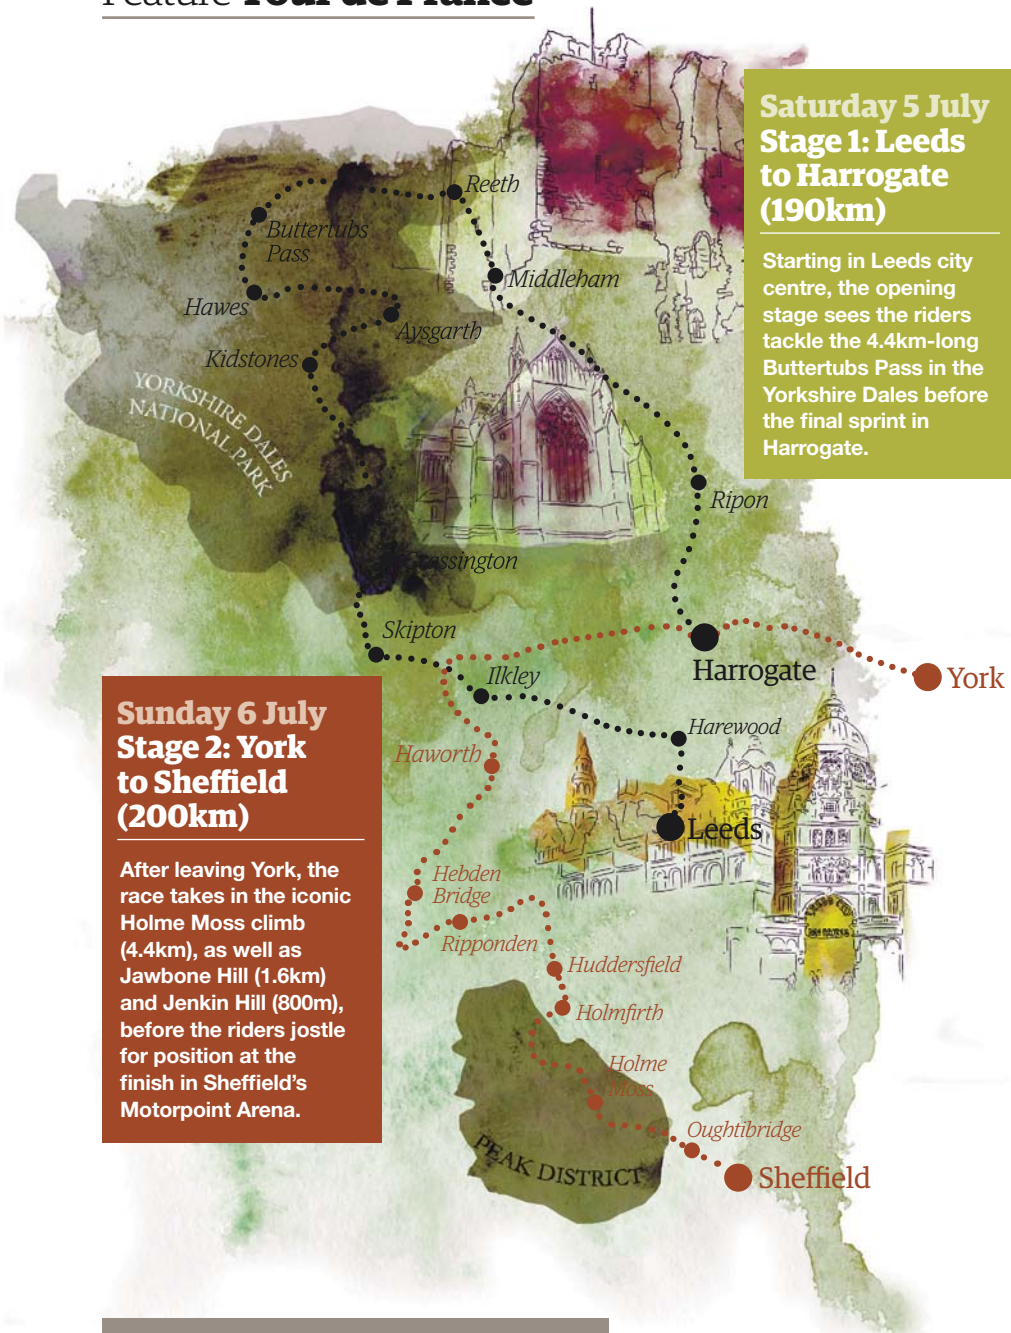 Feature Tour de France
Saturday 5 July
Stage 1: Leeds
to Harrogate
(190km)
Starting in Leeds city
centre, the opening
stage sees the riders
tackle the 4.4km-long
Buttertubs Pass in the
Yorkshire Dales before
the final sprint in
Harrogate.
Reeth
Buttertubs
Pass
Middleham
Hawes
Aysgarth
Kidstones
YORKSHIRE DALES
NATIONAL PARK
Ripon
Grassington
Skipton
Harrogate
York
Ilkley
Harewood
Haworth
Leeds
Sunday 6 July
Stage 2: York
to Sheffield
(200km)
After leaving York, the
race takes in the iconic
Holme Moss climb
(4.4km), as well as
Jawbone Hill (1.6km)
and Jenkin Hill (800m),
before the riders jostle
for position at the
finish in Sheffield's
Motorpoint Arena.
Hebden
Bridge
Ripponden
Huddersfield
Holmfirth
Holme
Moss
Oughtibridge
PEAK DISTRICT
Sheffield